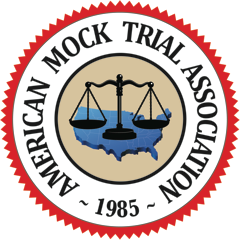 AMERICAN MOCK TRIAL ASSOCIATION
~ 1985 ~